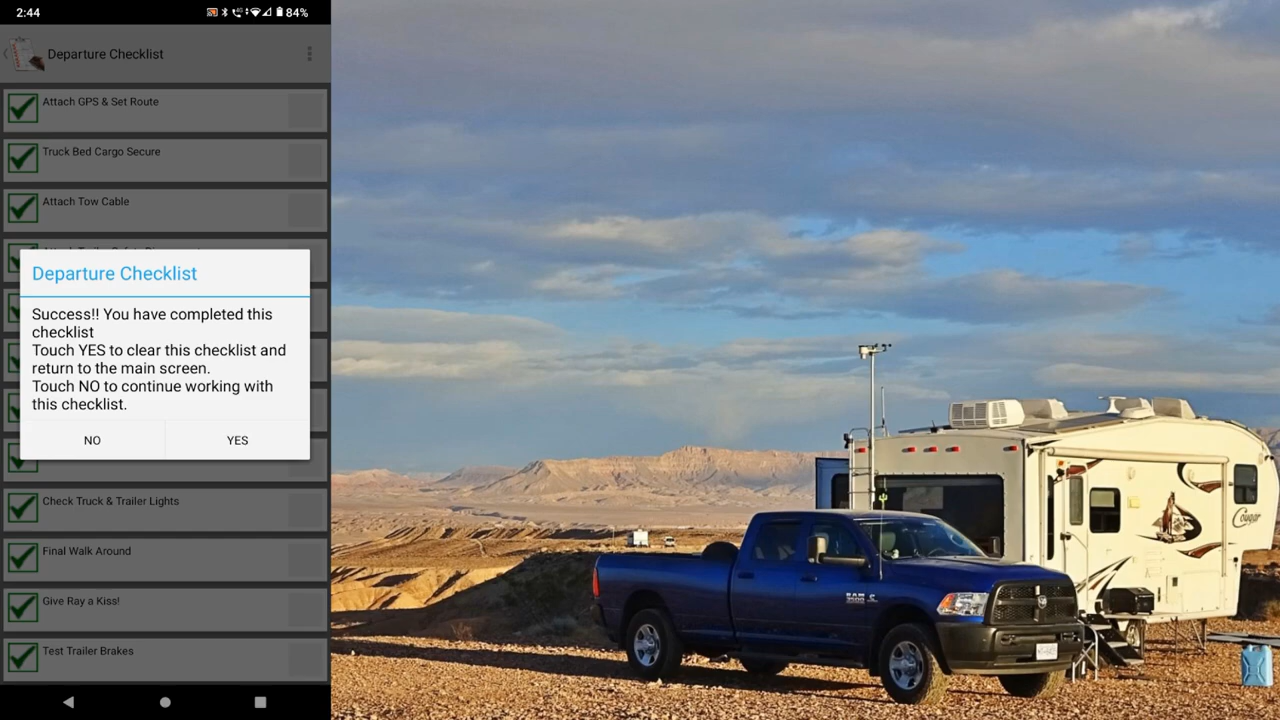 2:44
84%
Departure Checklist
Attach GPS & Set Route
Truck Bed Cargo Secure
Attach Tow Cable
Departure Checklist
Success!! You have completed this
checklist
Touch YES to clear this checklist and
return to the main screen.
Touch NO to continue working with
this checklist.
NO
YES
Check Truck & Trailer Lights
Final Walk Around
Give Ray a Kiss!
Test Trailer Brakes
Cougar
RAM
3500